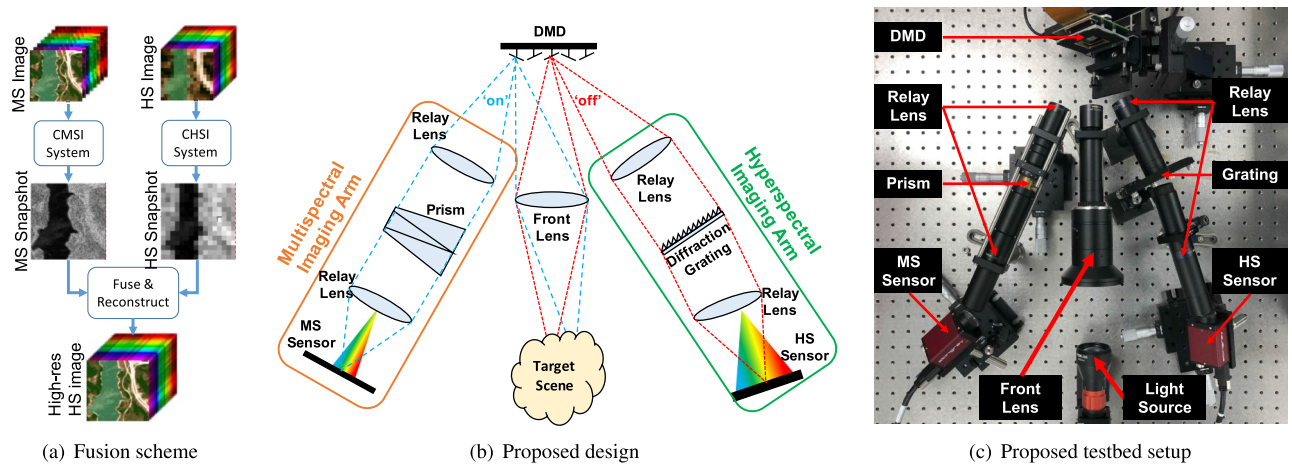 MS Image
HS Image
CMSI
System
CHSI
System
MS Snapshot
HS Snapshot
Fuse &
Reconstruct
High-res
HS image
(a) Fusion scheme
DMD
'on'
'off'
Multispectral
Imaging Arm
Relay
Lens
Prism
Relay
Lens
MS
Sensor
Front
Lens
Target
Scene
Hyperspectral
Imaging Arm
Relay
Lens
Diffraction
Grating
Relay
Lens
HS
Sensor
(b) Proposed design
DMD
Relay
Lens
Prism
MS
Sensor
Relay
Lens
Grating
HS
Sensor
Front
Lens
Light
Source
(c) Proposed testbed setup